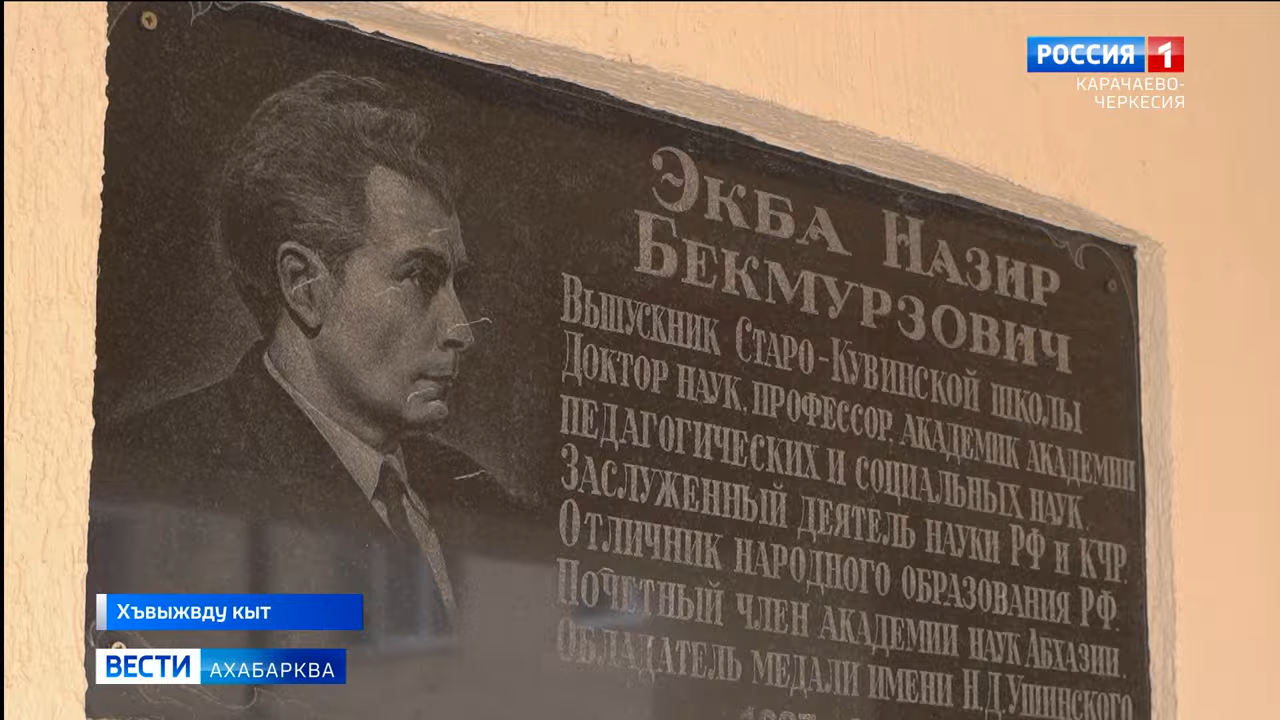 РОССИЯ 1
КАРАЧАЕВО-
ЧЕРКЕСИЯ
ЭКБА НАЗИР
БЕКМУРЗОВИЧ
ВЫПУСКНИК СТАРО-КУВИНСКОЙ ШКОЛЫ
ДОКТОР НАУК, ПРОФЕССОР, АКАДЕМИК АКАДЕМИИ
ПЕДАГОГИЧЕСКИХ И СОЦИАЛЬНЫХ НАУК.
ЗАСЛУЖЕННЫЙ ДЕЯТЕЛЬ НАУКИ РФ И КЧР.
ОТЛИЧНИК НАРОДНОГО ОБРАЗОВАНИЯ РФ.
ПОЧЕТНЫЙ ЧЛЕН АКАДЕМИИ НАУК АБХАЗИИ.
ОБЛАДАТЕЛЬ МЕДАЛИ ИМЕНИ Н.Д.УШИНСКОГО
Хъвыжвду кыт
ВЕСТИ АХАБАРКВА